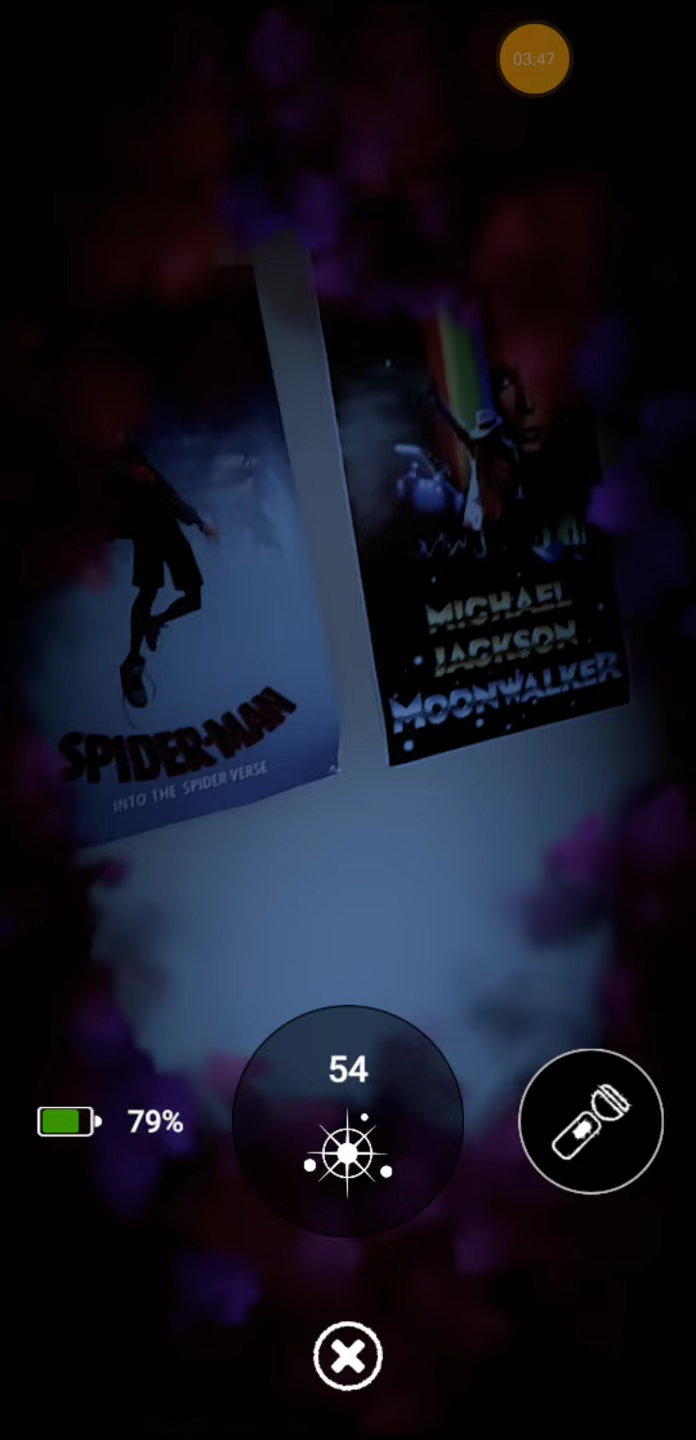 03:47
SPIDER-MAN
INTO THE SPIDER-VERSE
MICHAEL
JACKSON
MOONWALKER
54
79%